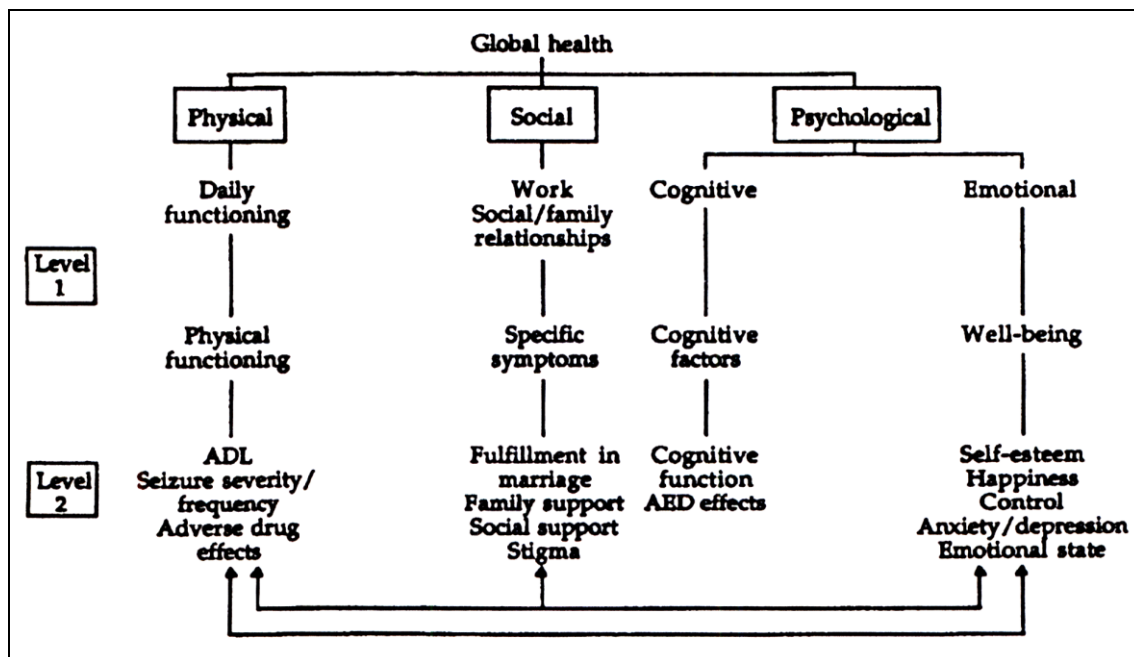 Global health
Physical
Social
Psychological
Daily
functioning
Work
Social/family
relationships
Cognitive
Emotional
Level
1
Physical
functioning
Specific
symptoms
Cognitive
factors
Well-being
Level
2
ADL
Seizure severity/
frequency
Adverse drug
effects
Fulfillment in
marriage
Family support
Social support
Stigma
Cognitive
function
AED effects
Self-esteem
Happiness
Control
Anxiety/depression
Emotional state